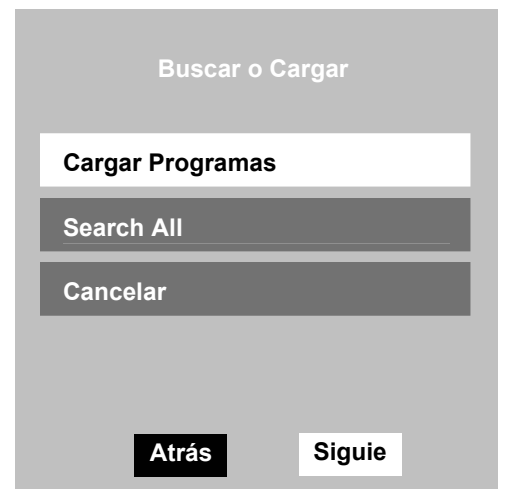 Buscar o Cargar
Cargar Programas
Search All
Cancelar
Atrás Siguie